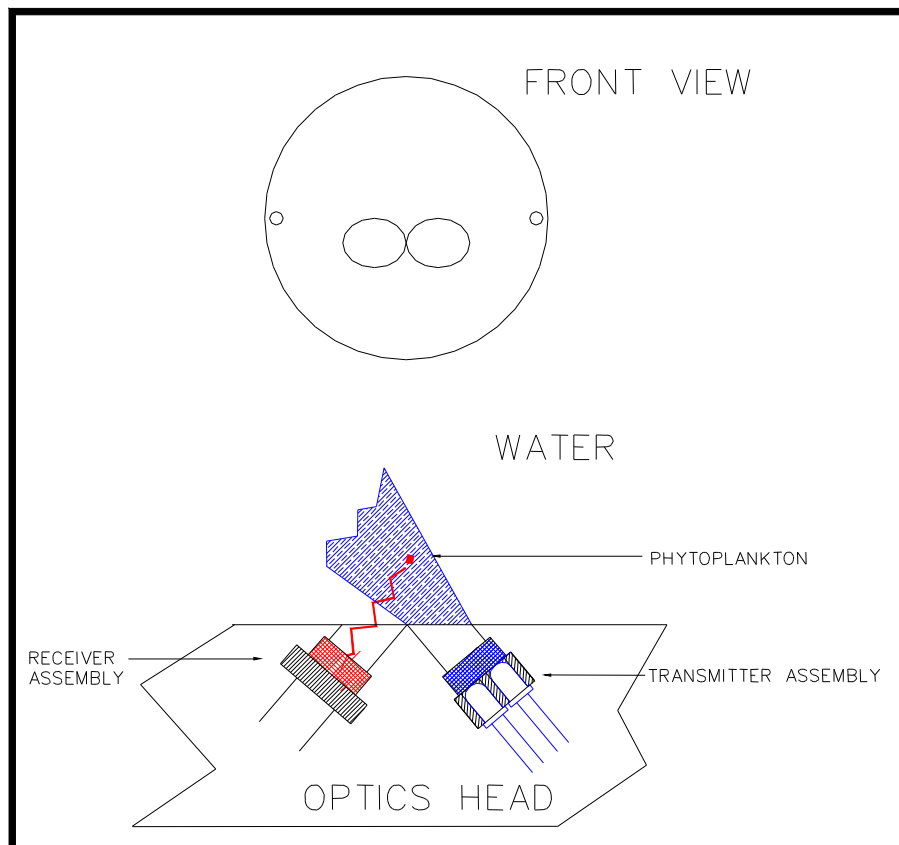 FRONT VIEW
WATER
PHYTOPLANKTON
RECEIVER
ASSEMBLY
TRANSMITTER ASSEMBLY
OPTICS HEAD